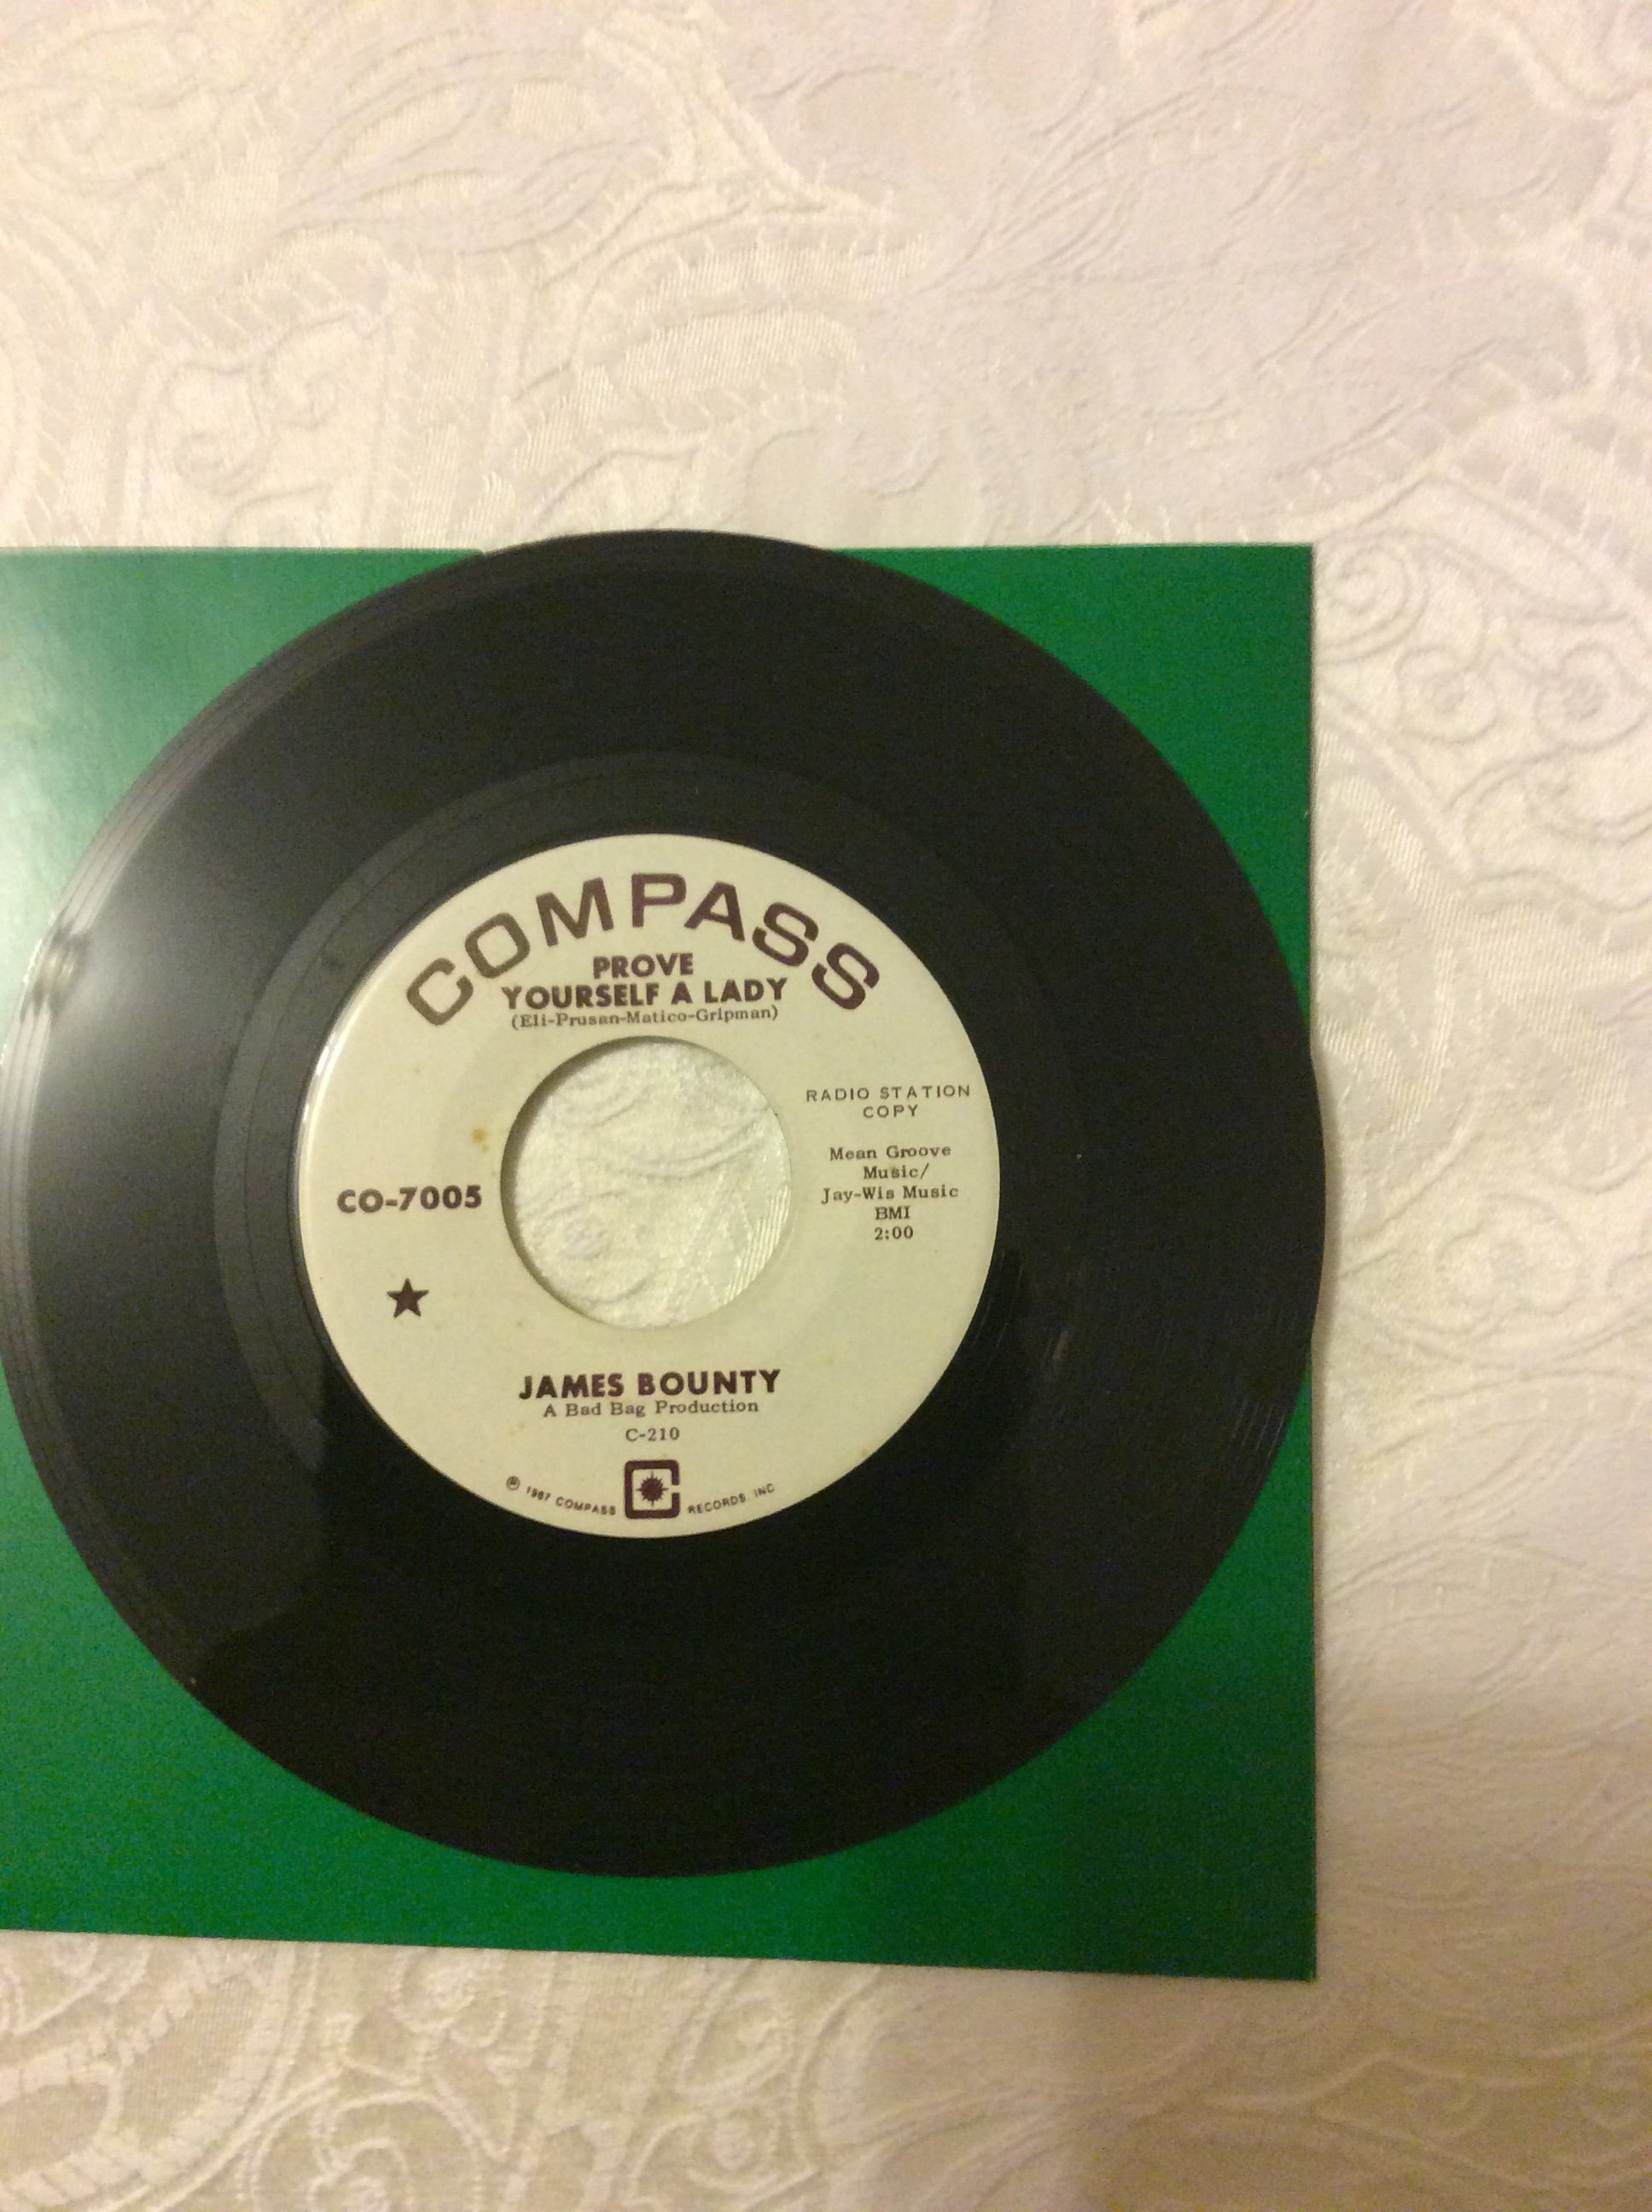 COMPASS
PROVE
YOURSELF A LADY
(Eli-Prusan-Matico-Gripman)
RADIO STATION
COPY
Mean Groove
Music/
Jay-Wis Music
BMI
2:00
CO-7005
JAMES BOUNTY
A Bad Bag Production
C-210
℗ 1967 COMPASS RECORDS, INC